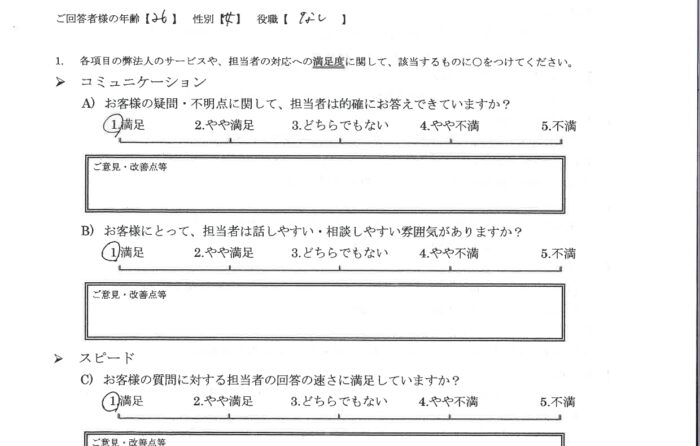 ご回答者様の年齢【26】 性別【女】 役職【 なし 】
1. 各項目の弊法人のサービスや、担当者の対応への満足度に関して、該当するものに○をつけてください。
➢ コミュニケーション
A) お客様の疑問・不明点に関して、担当者は的確にお答えできていますか?
1.満足 2.やや満足 3.どちらでもない 4.やや不満 5.不満
ご意見・改善点等
B) お客様にとって、担当者は話しやすい・相談しやすい雰囲気がありますか?
1.満足 2.やや満足 3.どちらでもない 4.やや不満 5.不満
ご意見・改善点等
➢ スピード
C) お客様の質問に対する担当者の回答の速さに満足していますか?
1.満足 2.やや満足 3.どちらでもない 4.やや不満 5.不満
ご意見・改善点等